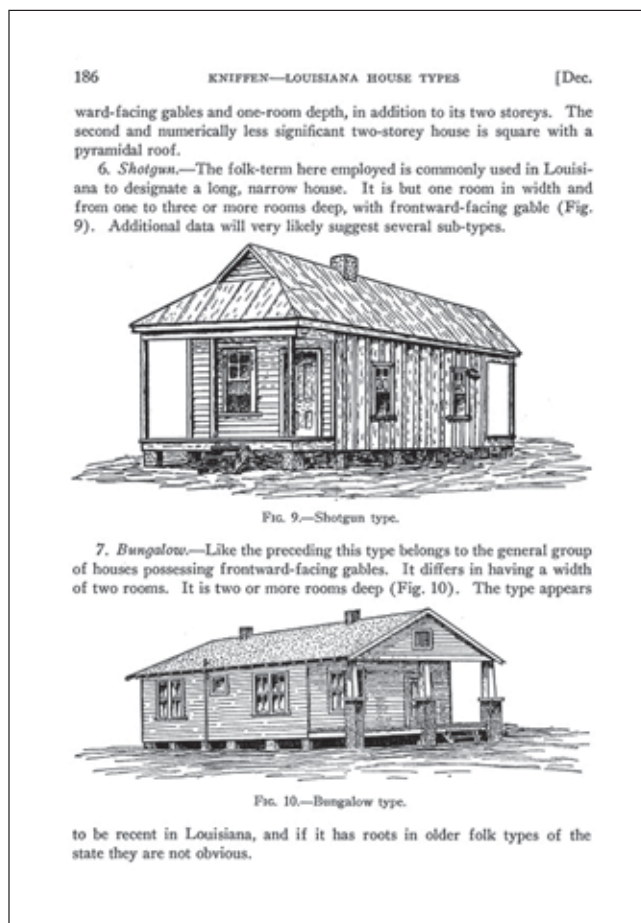 186 KNIFFEN—LOUISIANA HOUSE TYPES [Dec.
ward-facing gables and one-room depth, in addition to its two storeys. The
second and numerically less significant two-storey house is square with a
pyramidal roof.
6. Shotgun.—The folk-term here employed is commonly used in Louisi-
ana to designate a long, narrow house. It is but one room in width and
from one to three or more rooms deep, with frontward-facing gable (Fig.
9). Additional data will very likely suggest several sub-types.
FIG. 9.—Shotgun type.
7. Bungalow.—Like the preceding this type belongs to the general group
of houses possessing frontward-facing gables. It differs in having a width
of two rooms. It is two or more rooms deep (Fig. 10). The type appears
FIG. 10.—Bungalow type.
to be recent in Louisiana, and if it has roots in older folk types of the
state they are not obvious.